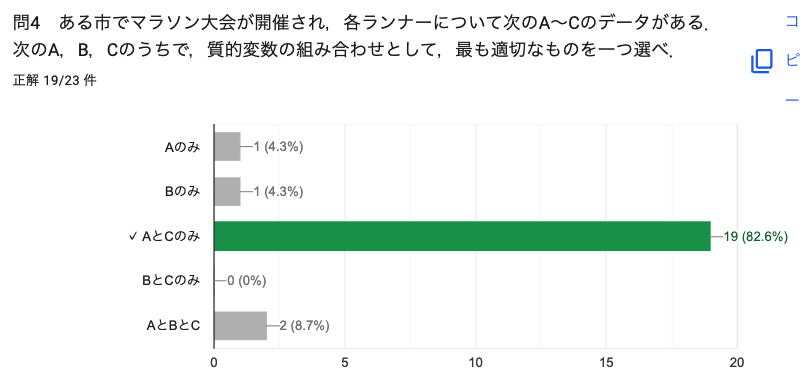 問4　ある市でマラソン大会が開催され，各ランナーについて次のA〜Cのデータがある．
次のA，B，Cのうちで，質的変数の組み合わせとして，最も適切なものを一つ選べ．
正解 19/23 件
コ
ピ
ー
Aのみ
1 (4.3%)
Bのみ
1 (4.3%)
✓ AとCのみ
19 (82.6%)
BとCのみ
0 (0%)
AとBとC
2 (8.7%)
0 5 10 15 20